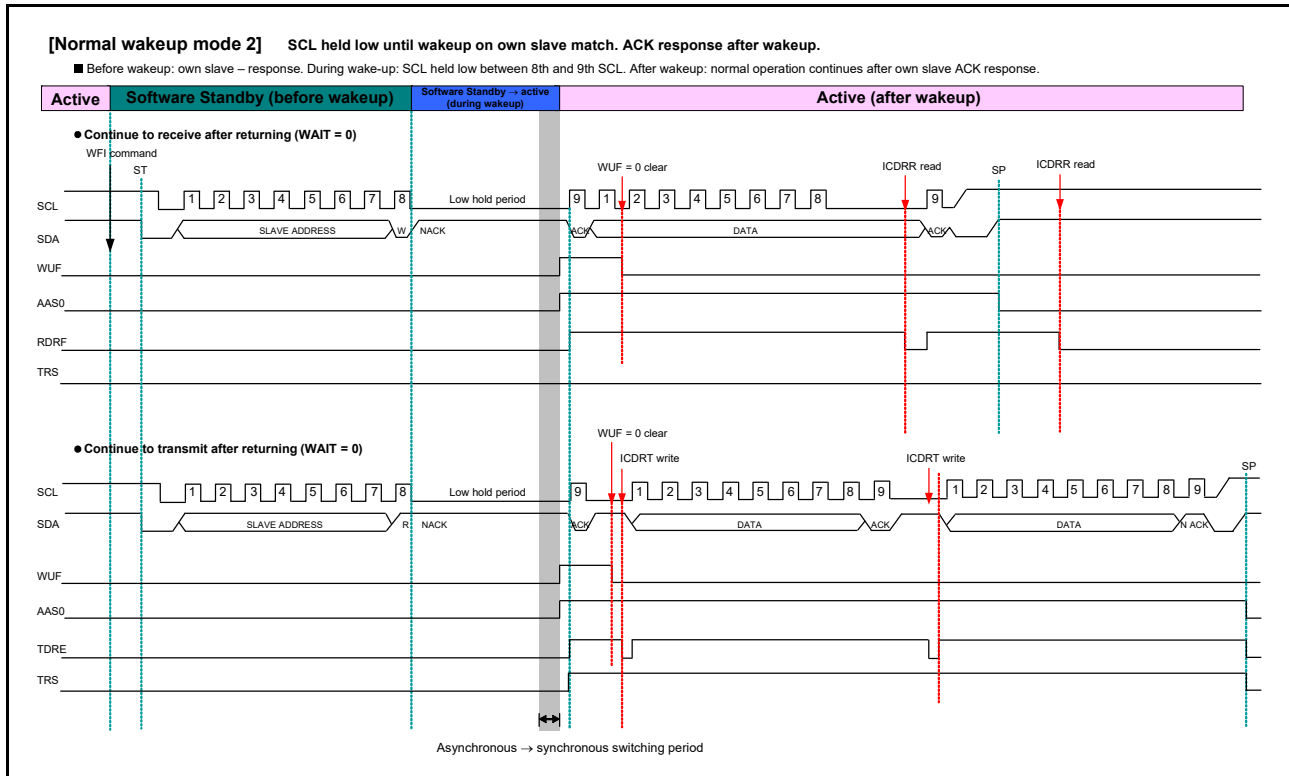 [Normal wakeup mode 2] SCL held low until wakeup on own slave match. ACK response after wakeup.
■ Before wakeup: own slave – response. During wake-up: SCL held low between 8th and 9th SCL. After wakeup: normal operation continues after own slave ACK response.
Active Software Standby (before wakeup) Software Standby → active (during wakeup) Active (after wakeup)
● Continue to receive after returning (WAIT = 0)
WFI command
ST WUF = 0 clear ICDRR read SP ICDRR read
SCL 1 2 3 4 5 6 7 8 Low hold period 9 1 2 3 4 5 6 7 8 9
SDA SLAVE ADDRESS W NACK ACK DATA ACK
WUF
AAS0
RDRF
TRS
● Continue to transmit after returning (WAIT = 0)
WUF = 0 clear
ICDRT write ICDRT write SP
SCL 1 2 3 4 5 6 7 8 Low hold period 9 1 2 3 4 5 6 7 8 9 1 2 3 4 5 6 7 8 9
SDA SLAVE ADDRESS R NACK ACK DATA ACK DATA N ACK
WUF
AAS0
TDRE
TRS
Asynchronous → synchronous switching period